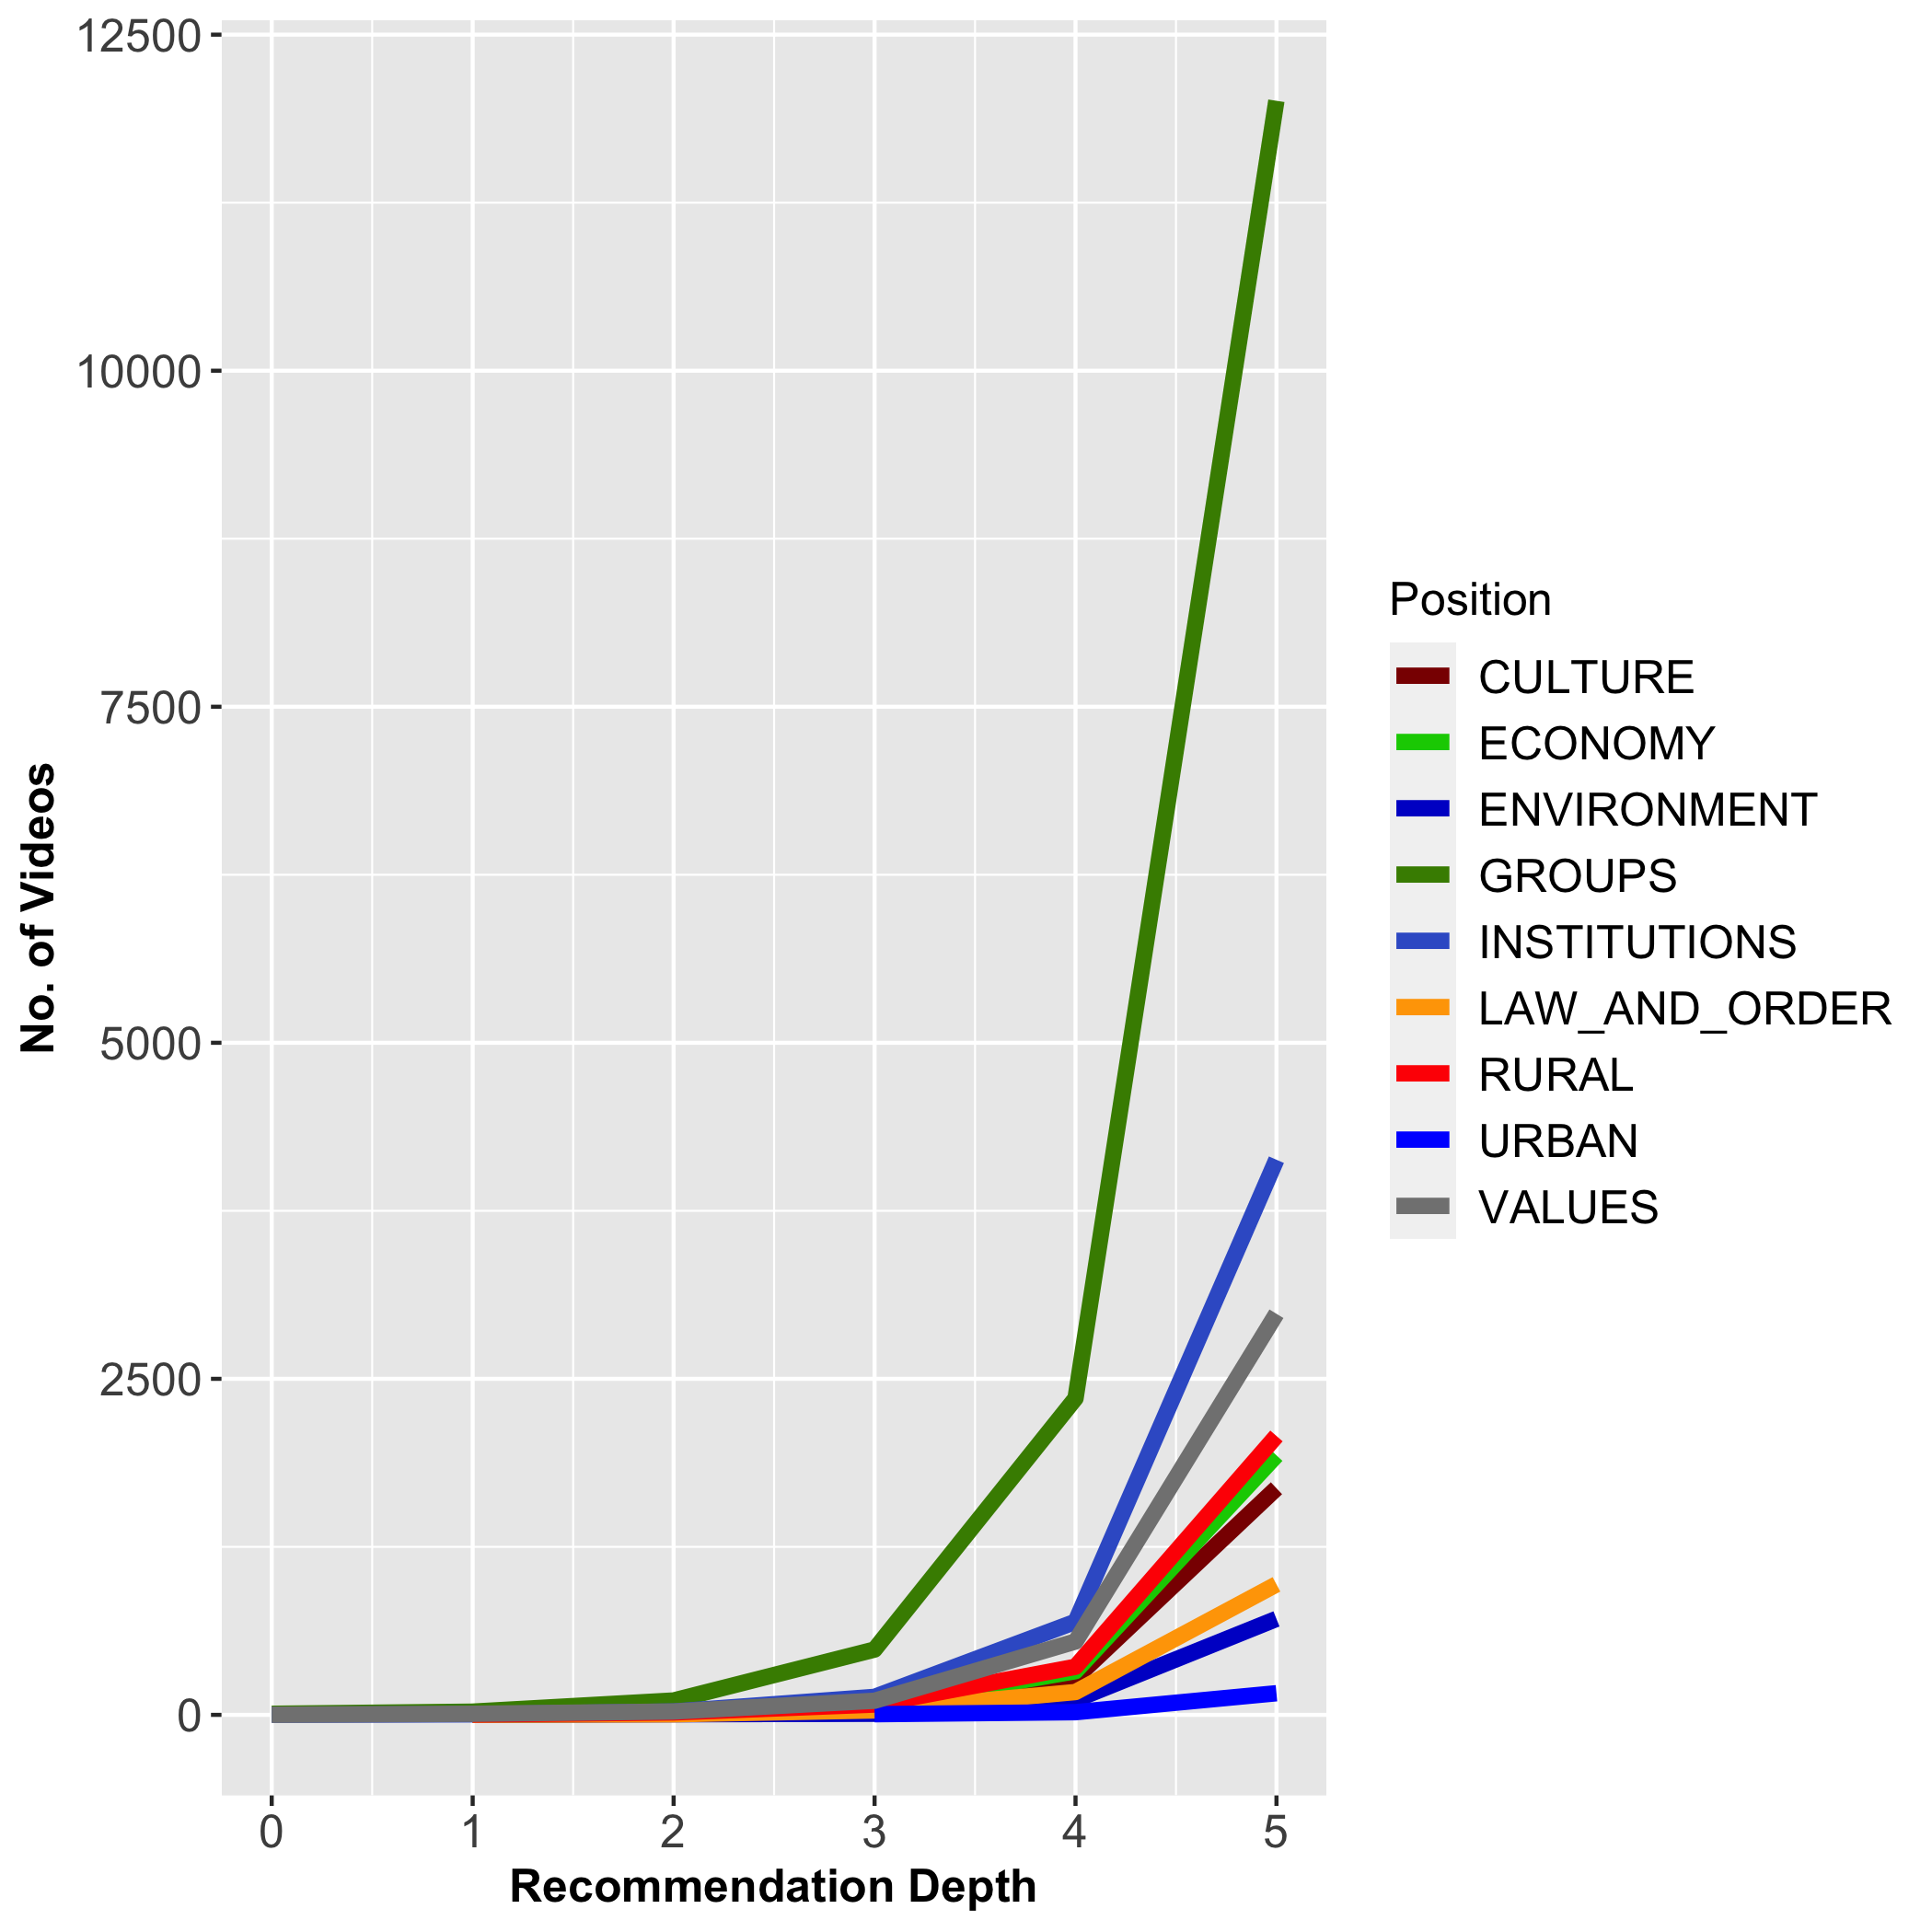 12500
10000
7500
5000
2500
0
No. of Videos
0 1 2 3 4 5
Recommendation Depth
Position
CULTURE
ECONOMY
ENVIRONMENT
GROUPS
INSTITUTIONS
LAW_AND_ORDER
RURAL
URBAN
VALUES